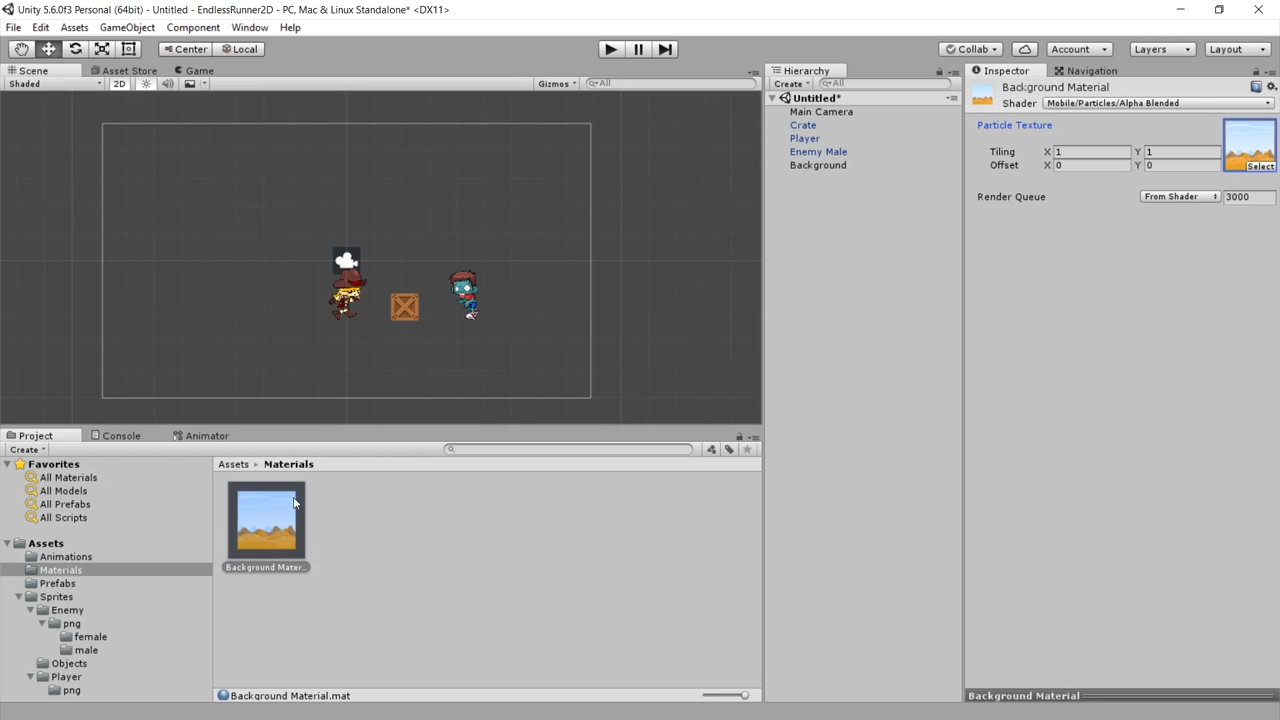 Unity 5.6.0f3 Personal (64bit) - Untitled - EndlessRunner2D - PC, Mac & Linux Standalone* <DX11>
File Edit Assets GameObject Component Window Help
Center Local Collab Account Layers Layout
Scene Asset Store Game Hierarchy Inspector Navigation
Shaded 2D Gizmos All Create All Background Material
Untitled* Shader Mobile/Particles/Alpha Blended
Main Camera
Crate Particle Texture
Player
Enemy Male Tiling X 1 Y 1
Background Offset X 0 Y 0 Select
Render Queue From Shader 3000
Project Console Animator
Create
Favorites Assets Materials
All Materials
All Models
All Prefabs
All Scripts
Assets
Animations
Background Mater...
Materials
Prefabs
Sprites
Enemy
png
female
male
Objects
Player
png
Background Material.mat Background Material